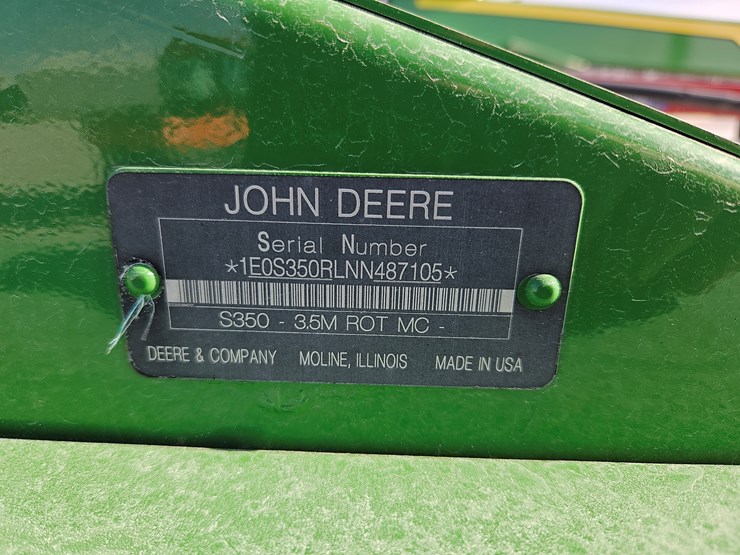 JOHN DEERE
Serial Number
*1E0S350RLNN487105*
S350 - 3.5M ROT MC -
DEERE & COMPANY MOLINE, ILLINOIS MADE IN USA